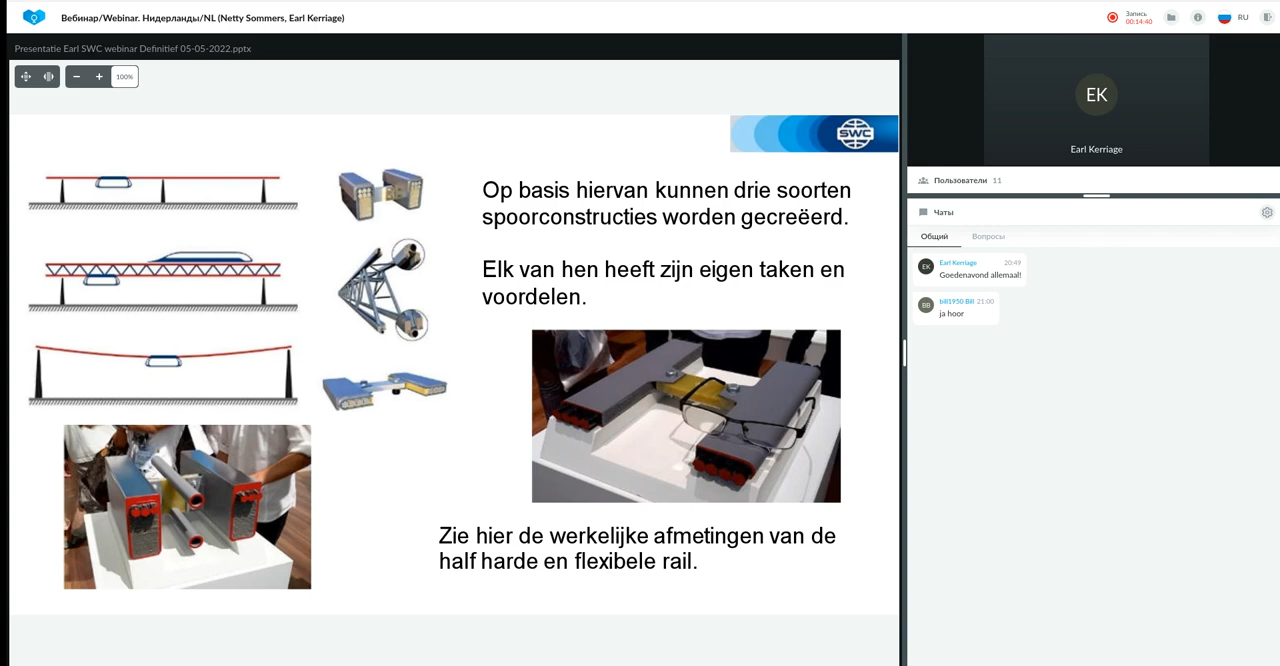 Вебинар/Webinar. Нидерланды/NL (Netty Sommers, Earl Kerriage)
Запись
00:14:40
RU
Presentatie Earl SWC webinar Definitief 05-05-2022.pptx
100%
SWC
Op basis hiervan kunnen drie soorten
spoorconstructies worden gecreëerd.
Elk van hen heeft zijn eigen taken en
voordelen.
Zie hier de werkelijke afmetingen van de
half harde en flexibele rail.
EK
Earl Kerriage
Пользователи 11
Чаты
Общий Вопросы
EK
Earl Kerriage 20:49
Goedenavond allemaal!
BB
bill1950 Bill 21:00
ja hoor